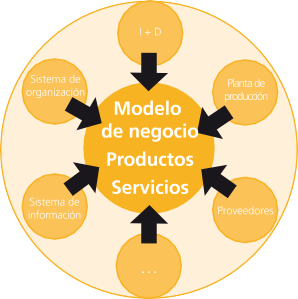 I + D
Sistema de
organización
Planta de
producción
Modelo
de negocio
Productos
Servicios
Sistema de
información
Proveedores
...